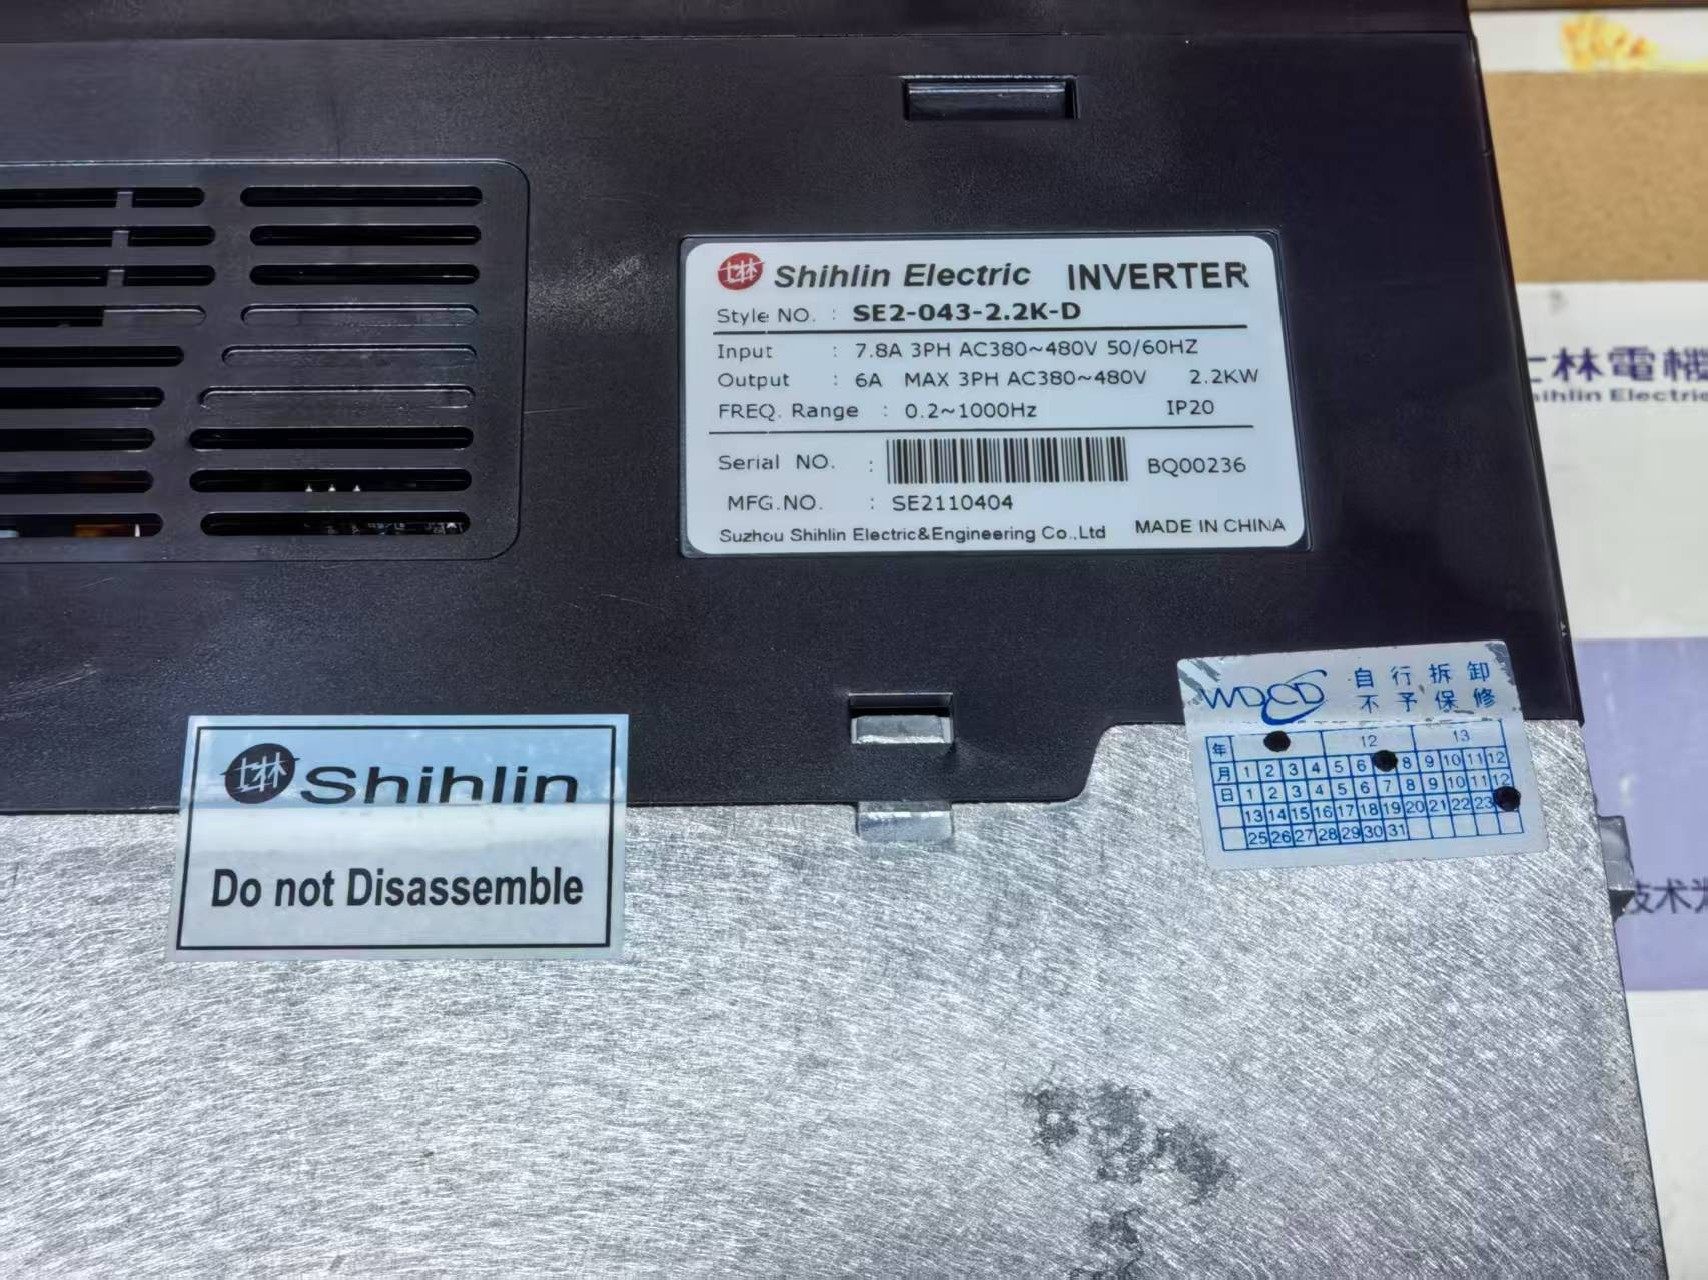 士林 Shihlin Electric INVERTER
Style NO. : SE2-043-2.2K-D
Input : 7.8A 3PH AC380~480V 50/60HZ
Output : 6A MAX 3PH AC380~480V 2.2KW
FREQ. Range : 0.2~1000Hz IP20
Serial NO. : BQ00236
MFG.NO. : SE2110404
Suzhou Shihlin Electric&Engineering Co.,Ltd MADE IN CHINA
士林電機
hihlin Electric
WDCD 自行拆卸
不予保修
年 12 13
月 1 2 3 4 5 6 8 9 10 11 12
日 1 2 3 4 5 6 7 8 9 10 11 12
13 14 15 16 17 18 19 20 21 22 23
25 26 27 28 29 30 31
士林 Shihlin
Do not Disassemble
技术